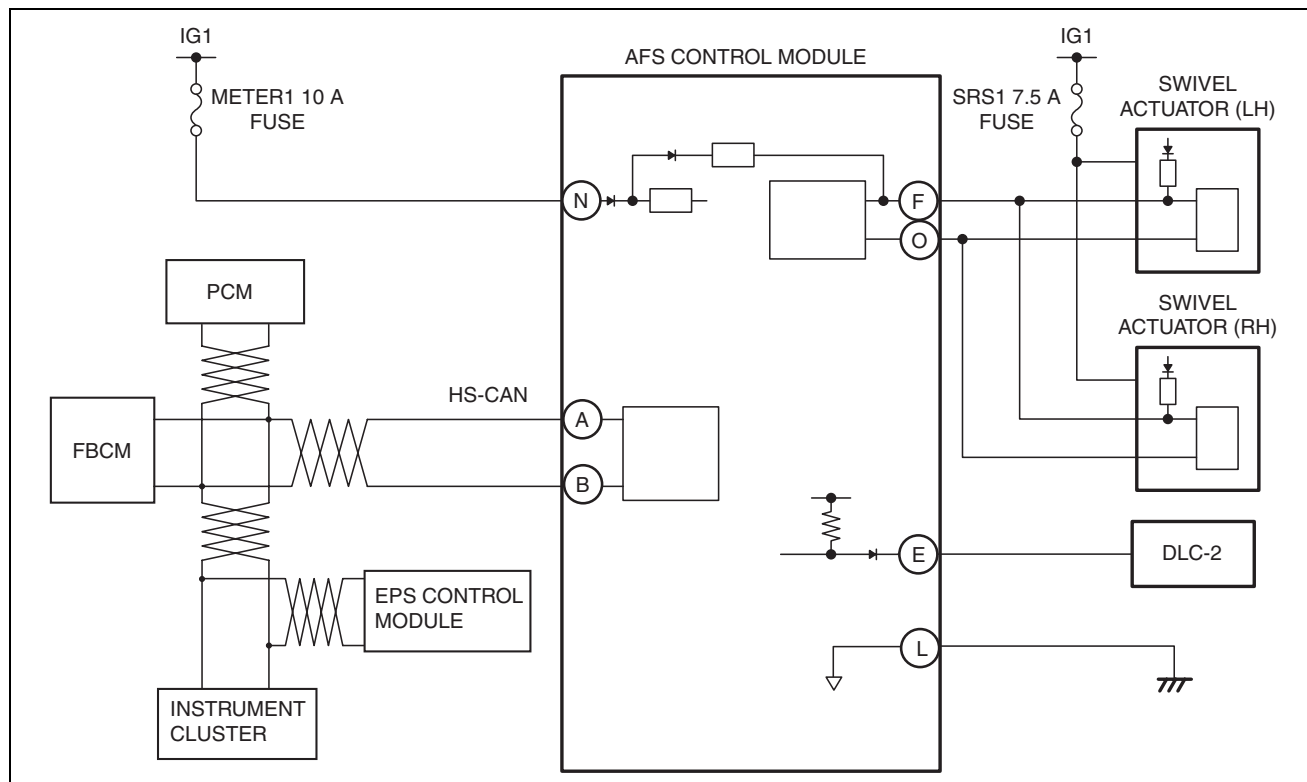 IG1
METER1 10 A
FUSE
AFS CONTROL MODULE
IG1
SRS1 7.5 A
FUSE
SWIVEL
ACTUATOR (LH)
N
F
O
PCM
SWIVEL
ACTUATOR (RH)
HS-CAN
FBCM
A
B
E
DLC-2
EPS CONTROL
MODULE
L
INSTRUMENT
CLUSTER